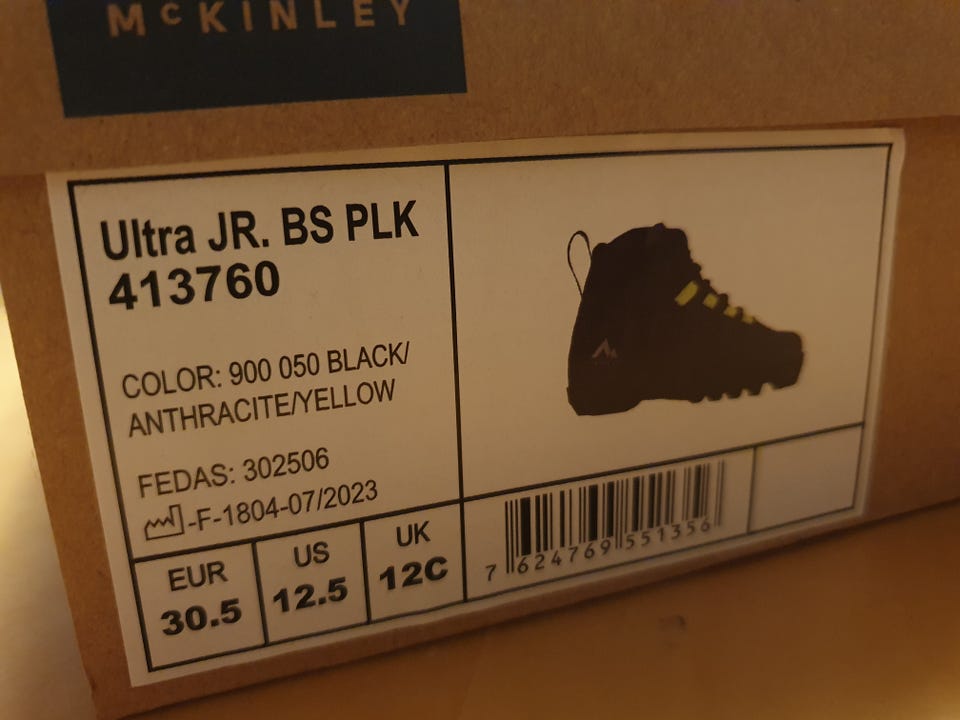 McKINLEY
Ultra JR. BS PLK
413760
COLOR: 900 050 BLACK/
ANTHRACITE/YELLOW
FEDAS: 302506
-F-1804-07/2023
EUR
30.5
US
12.5
UK
12C
7 624769 551356